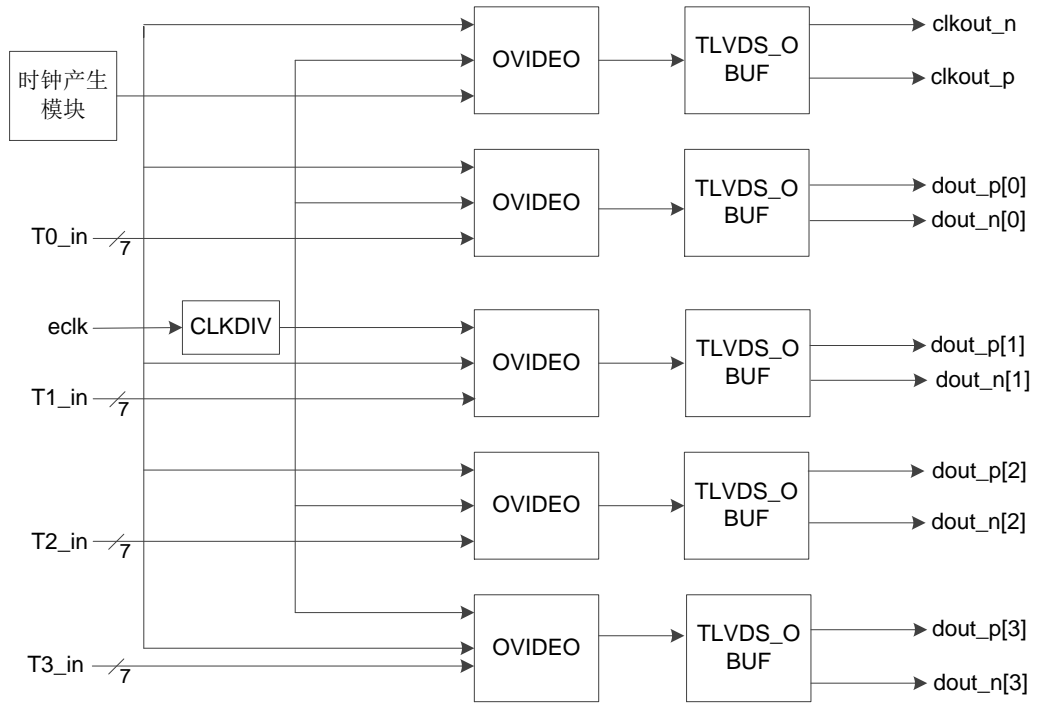 时钟产生
模块
OVIDEO
TLVDS_O
BUF
clkout_n
clkout_p
T0_in
7
OVIDEO
TLVDS_O
BUF
dout_p[0]
dout_n[0]
eclk
CLKDIV
T1_in
7
OVIDEO
TLVDS_O
BUF
dout_p[1]
dout_n[1]
T2_in
7
OVIDEO
TLVDS_O
BUF
dout_p[2]
dout_n[2]
T3_in
7
OVIDEO
TLVDS_O
BUF
dout_p[3]
dout_n[3]